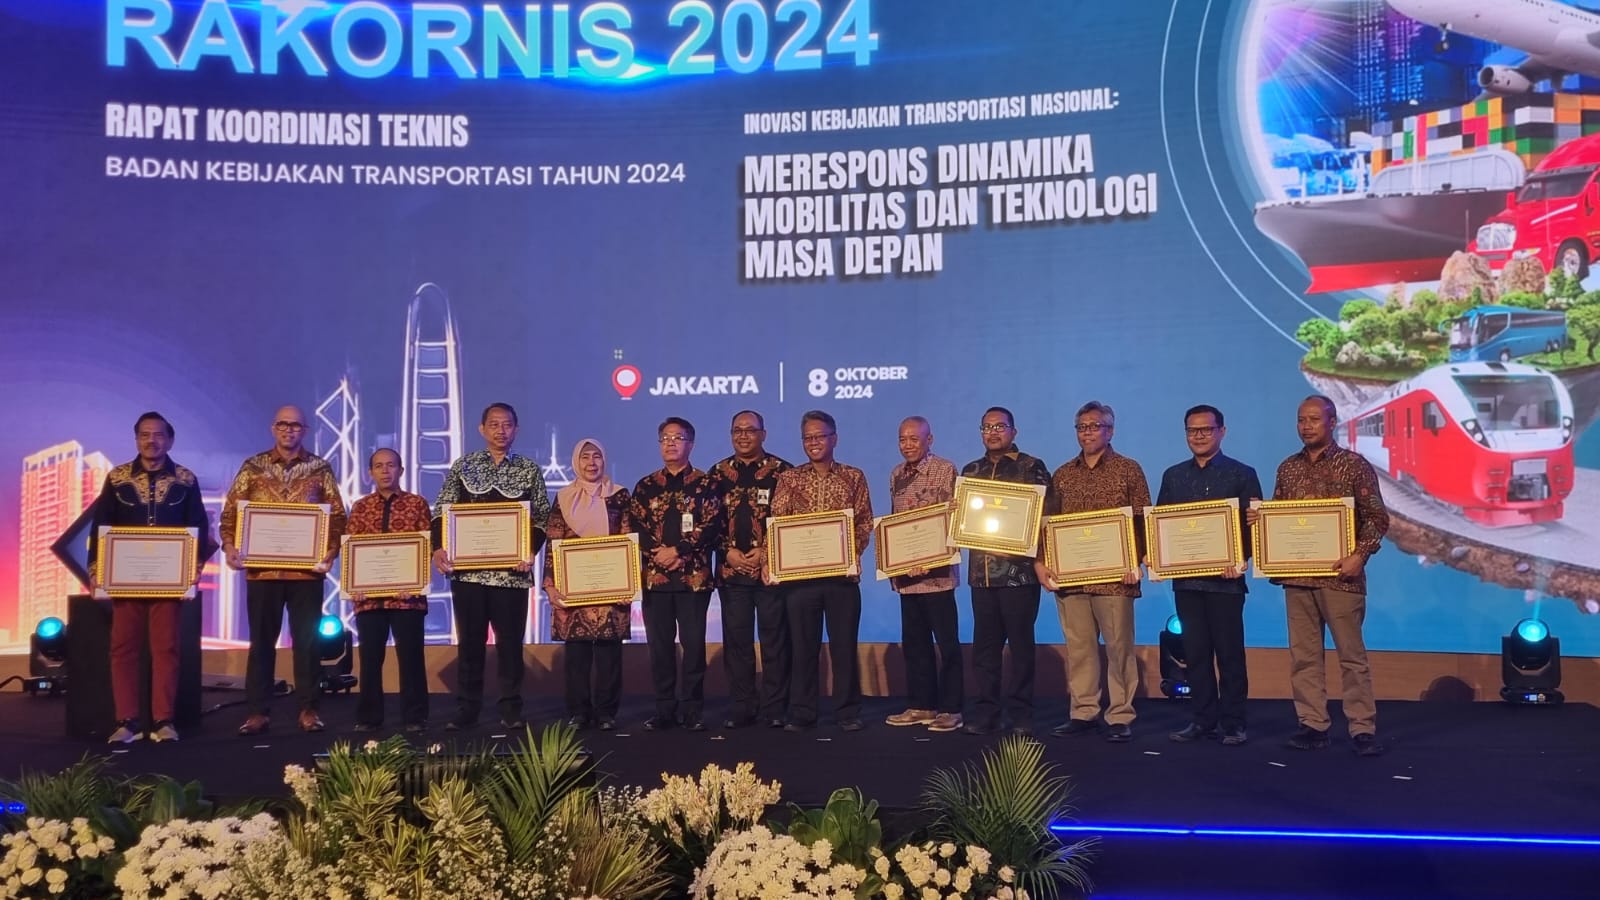 RAKORNIS 2024
RAPAT KOORDINASI TEKNIS
BADAN KEBIJAKAN TRANSPORTASI TAHUN 2024
INOVASI KEBIJAKAN TRANSPORTASI NASIONAL:
MERESPONS DINAMIKA
MOBILITAS DAN TEKNOLOGI
MASA DEPAN
JAKARTA
8 OKTOBER
2024